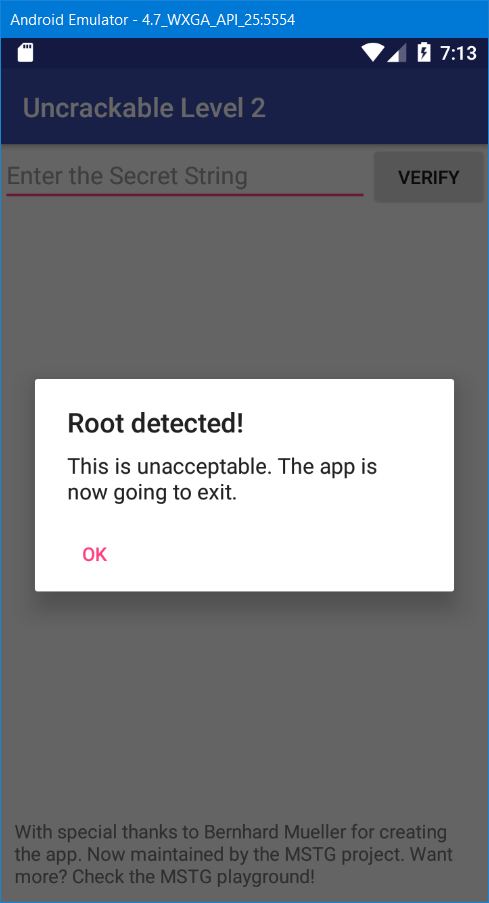 Android Emulator - 4.7_WXGA_API_25:5554
7:13
Uncrackable Level 2
Enter the Secret String
VERIFY
Root detected!
This is unacceptable. The app is
now going to exit.
OK
With special thanks to Bernhard Mueller for creating
the app. Now maintained by the MSTG project. Want
more? Check the MSTG playground!